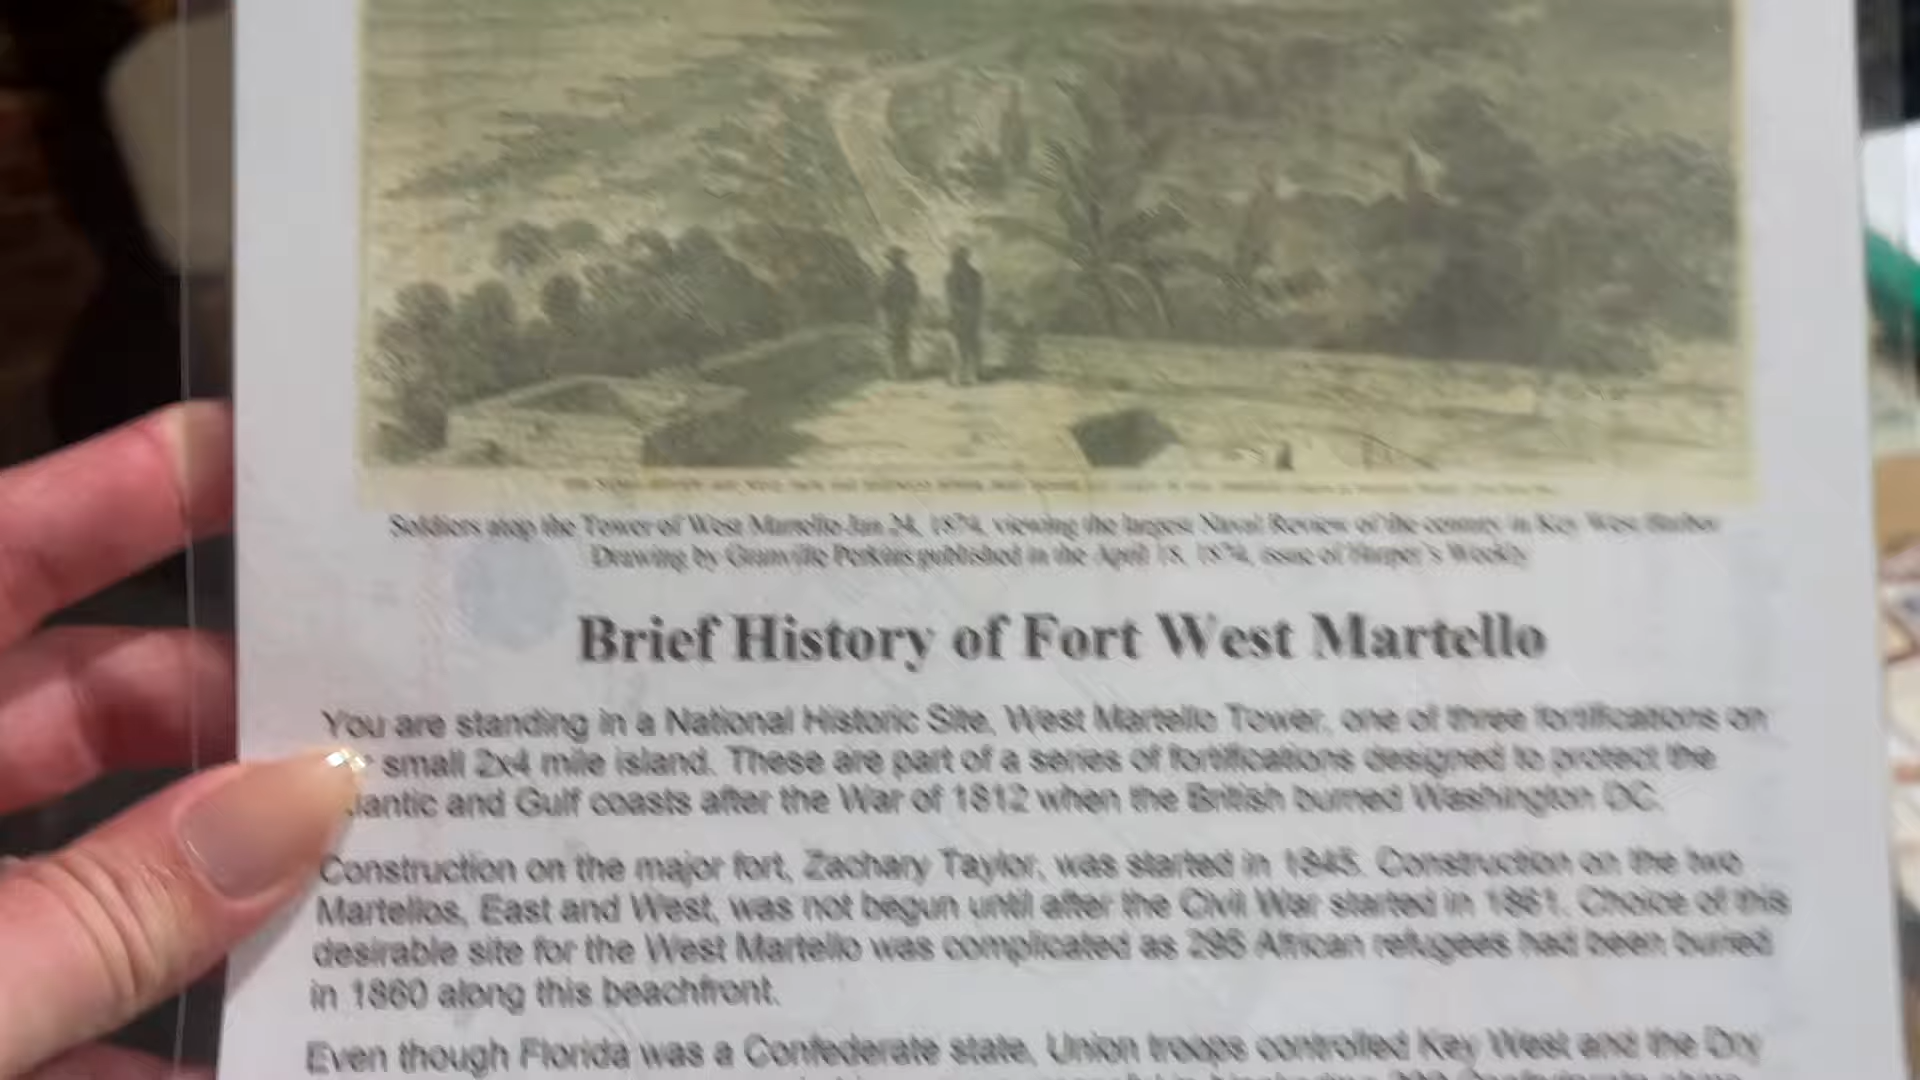 Soldiers atop the Tower of West Martello Jan 24, 1874, viewing the largest Naval Review of the century in Key West Harbor
Drawing by Granville Perkins published in the April 18, 1874, issue of Harper's Weekly
Brief History of Fort West Martello
You are standing in a National Historic Site, West Martello Tower, one of three fortifications on
small 2x4 mile island. These are part of a series of fortifications designed to protect the
lantic and Gulf coasts after the War of 1812 when the British burned Washington DC.
Construction on the major fort, Zachary Taylor, was started in 1845. Construction on the two
Martellos, East and West, was not begun until after the Civil War started in 1861. Choice of this
desirable site for the West Martello was complicated as 295 African refugees had been buried
in 1860 along this beachfront.
Even though Florida was a Confederate state, Union troops controlled Key West and the Dry